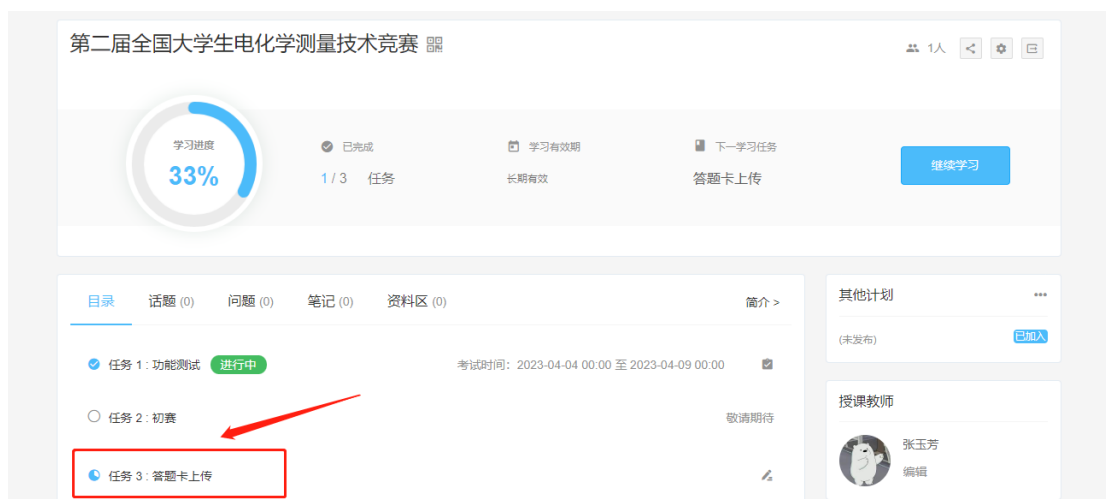 第二届全国大学生电化学测量技术竞赛
1人
学习进度
33%
已完成
1 / 3 任务
学习有效期
长期有效
下一学习任务
答题卡上传
继续学习
目录 话题 (0) 问题 (0) 笔记 (0) 资料区 (0) 简介 >
任务 1 : 功能测试 进行中 考试时间：2023-04-04 00:00 至 2023-04-09 00:00
任务 2 : 初赛 敬请期待
任务 3 : 答题卡上传
其他计划
(未发布) 已加入
授课教师
张玉芳
编辑